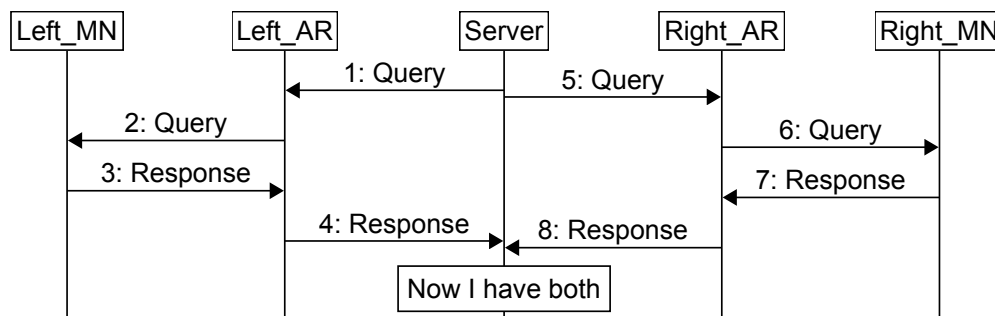 Left_MN
Left_AR
Server
Right_AR
Right_MN
1: Query
5: Query
2: Query
6: Query
3: Response
7: Response
4: Response
8: Response
Now I have both